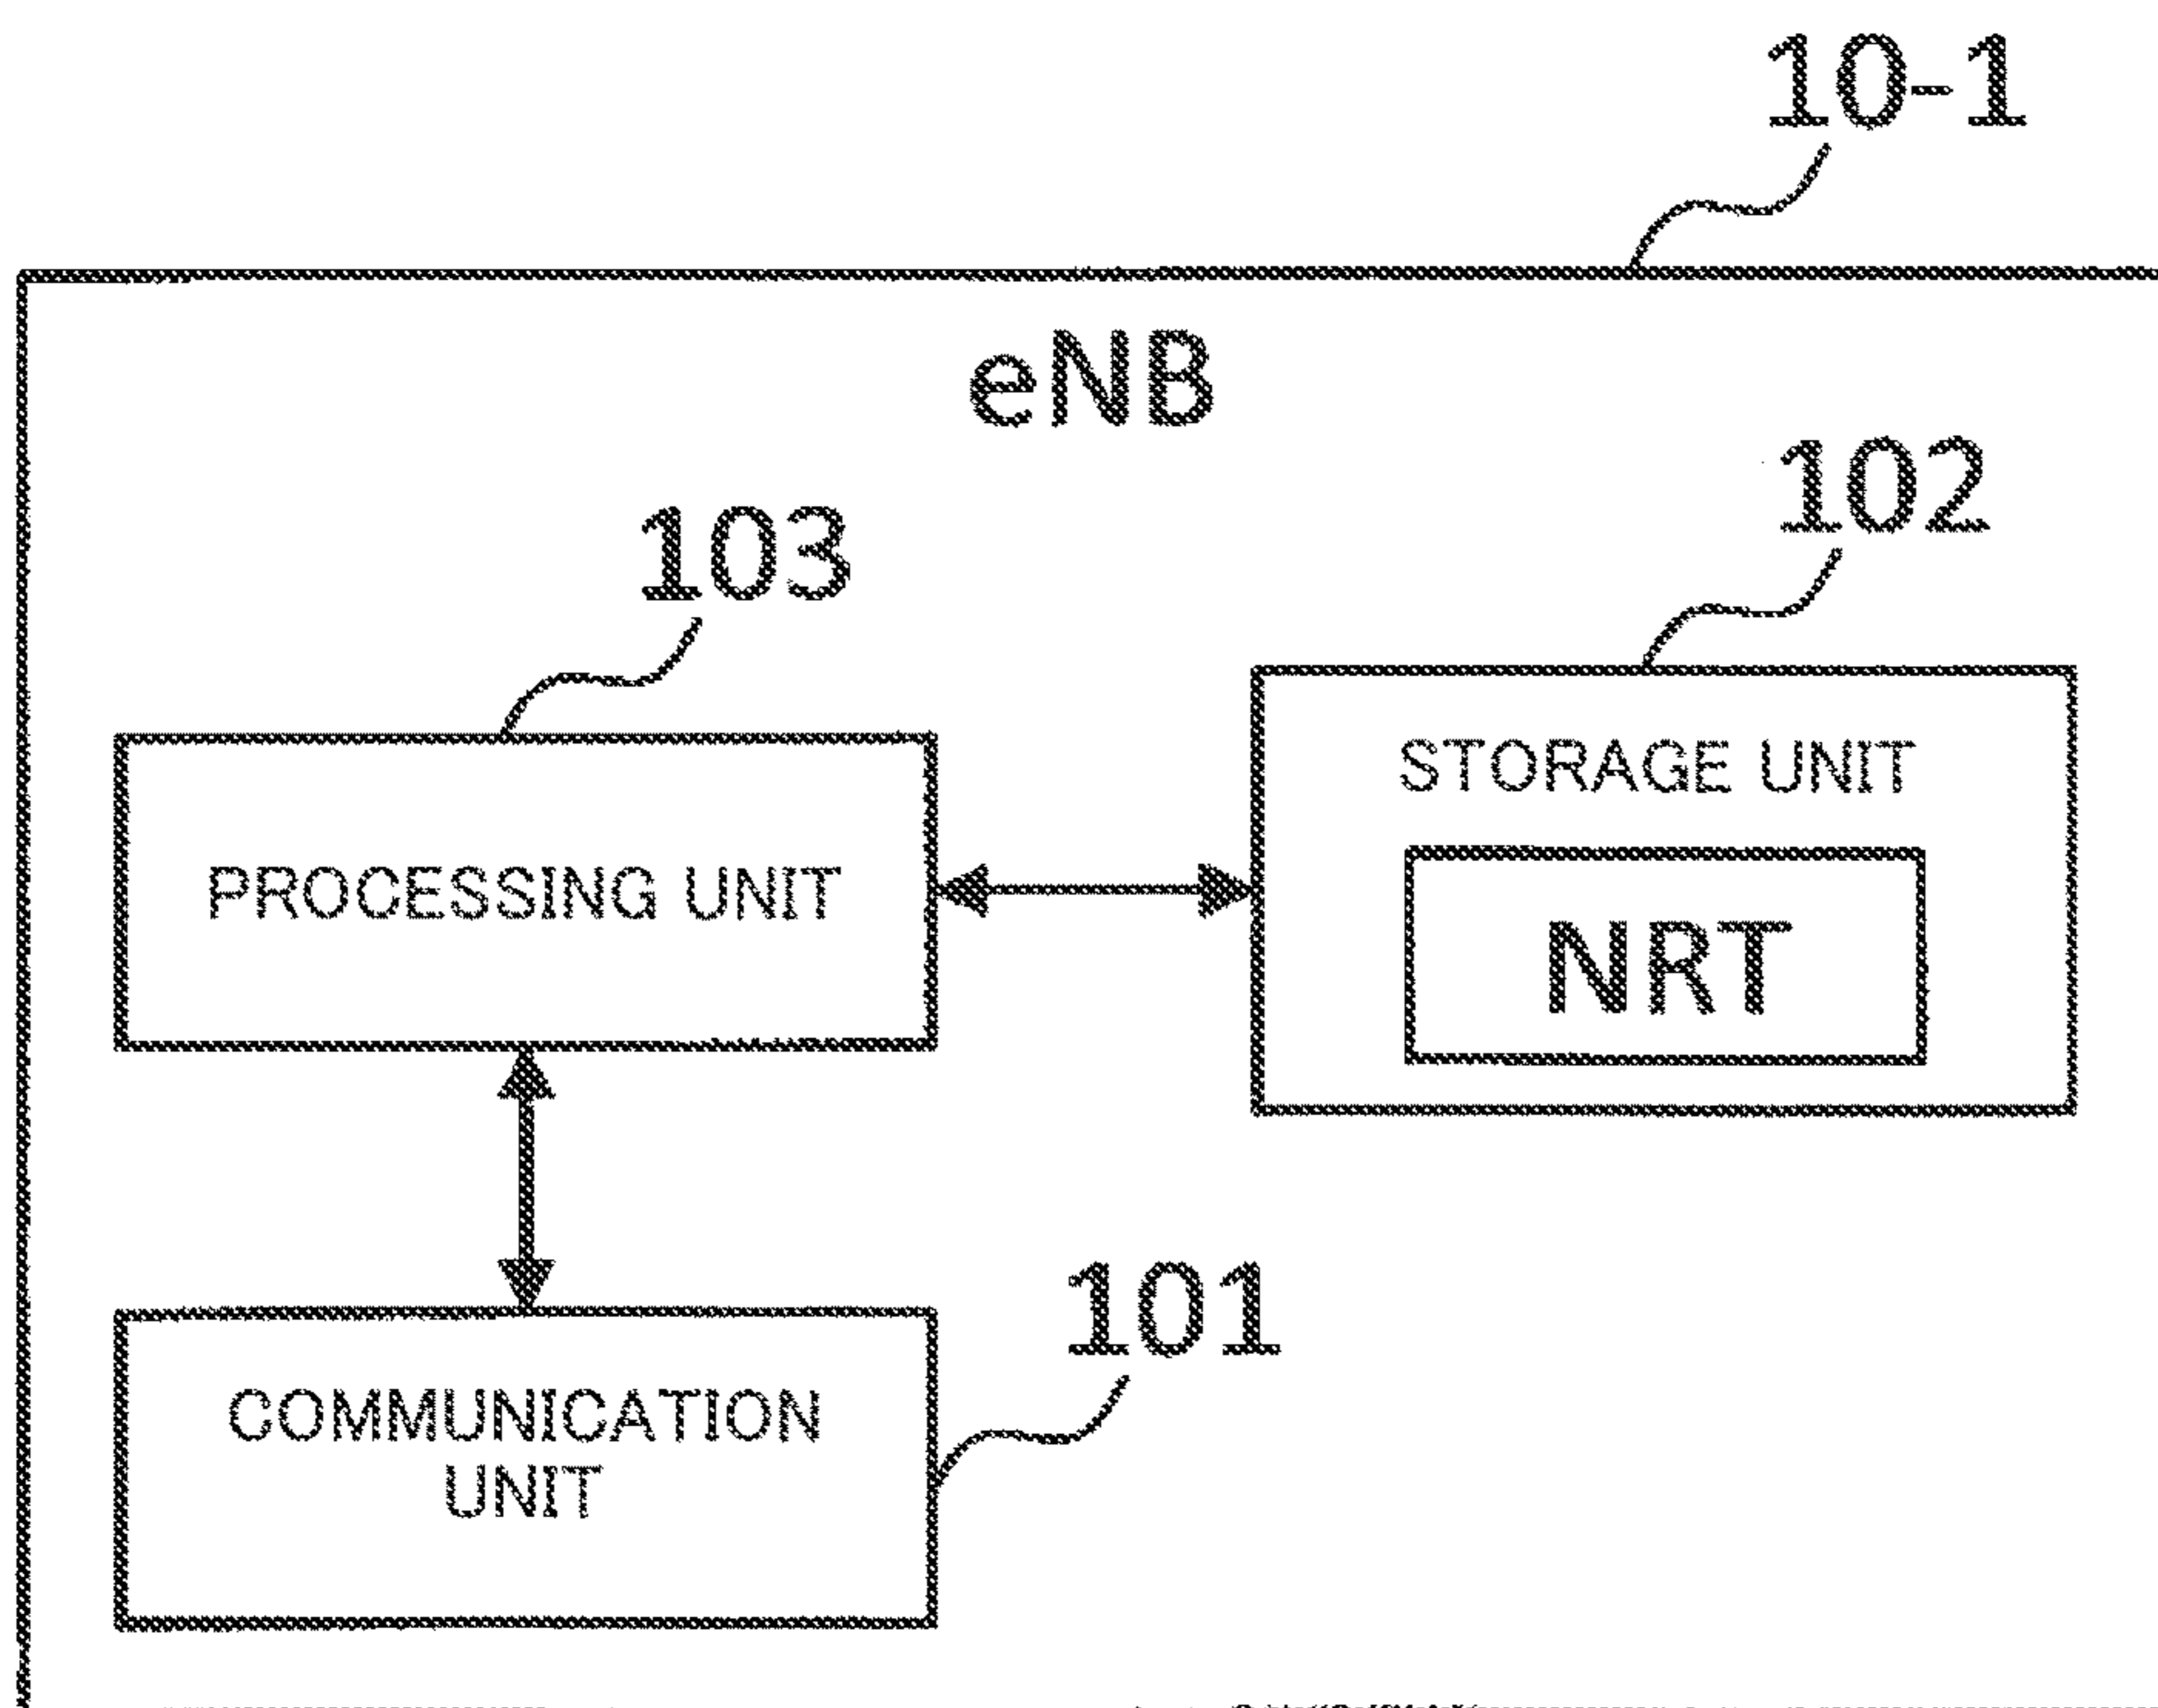 10-1
eNB
102
103
STORAGE UNIT
PROCESSING UNIT
NRT
101
COMMUNICATION
UNIT